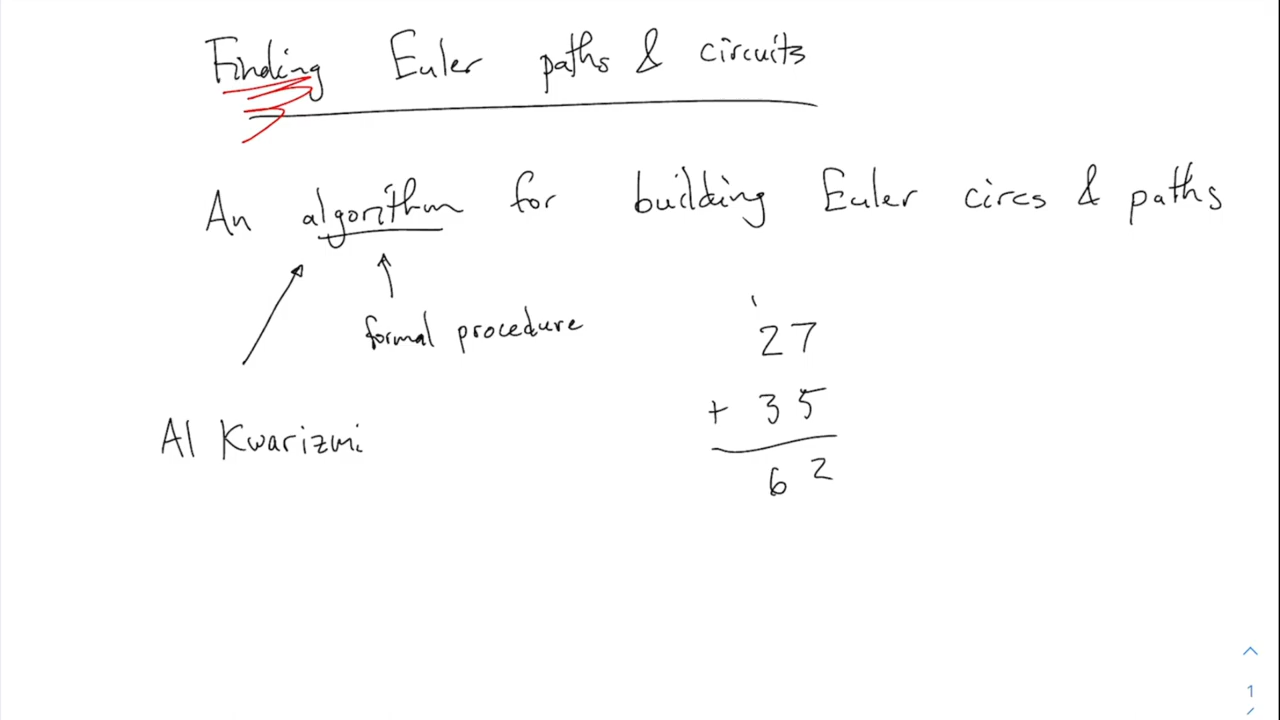 Finding Euler paths & circuits
An algorithm for building Euler circs & paths
formal procedure
Al Kwarizmi
1
27
+ 35
62
1